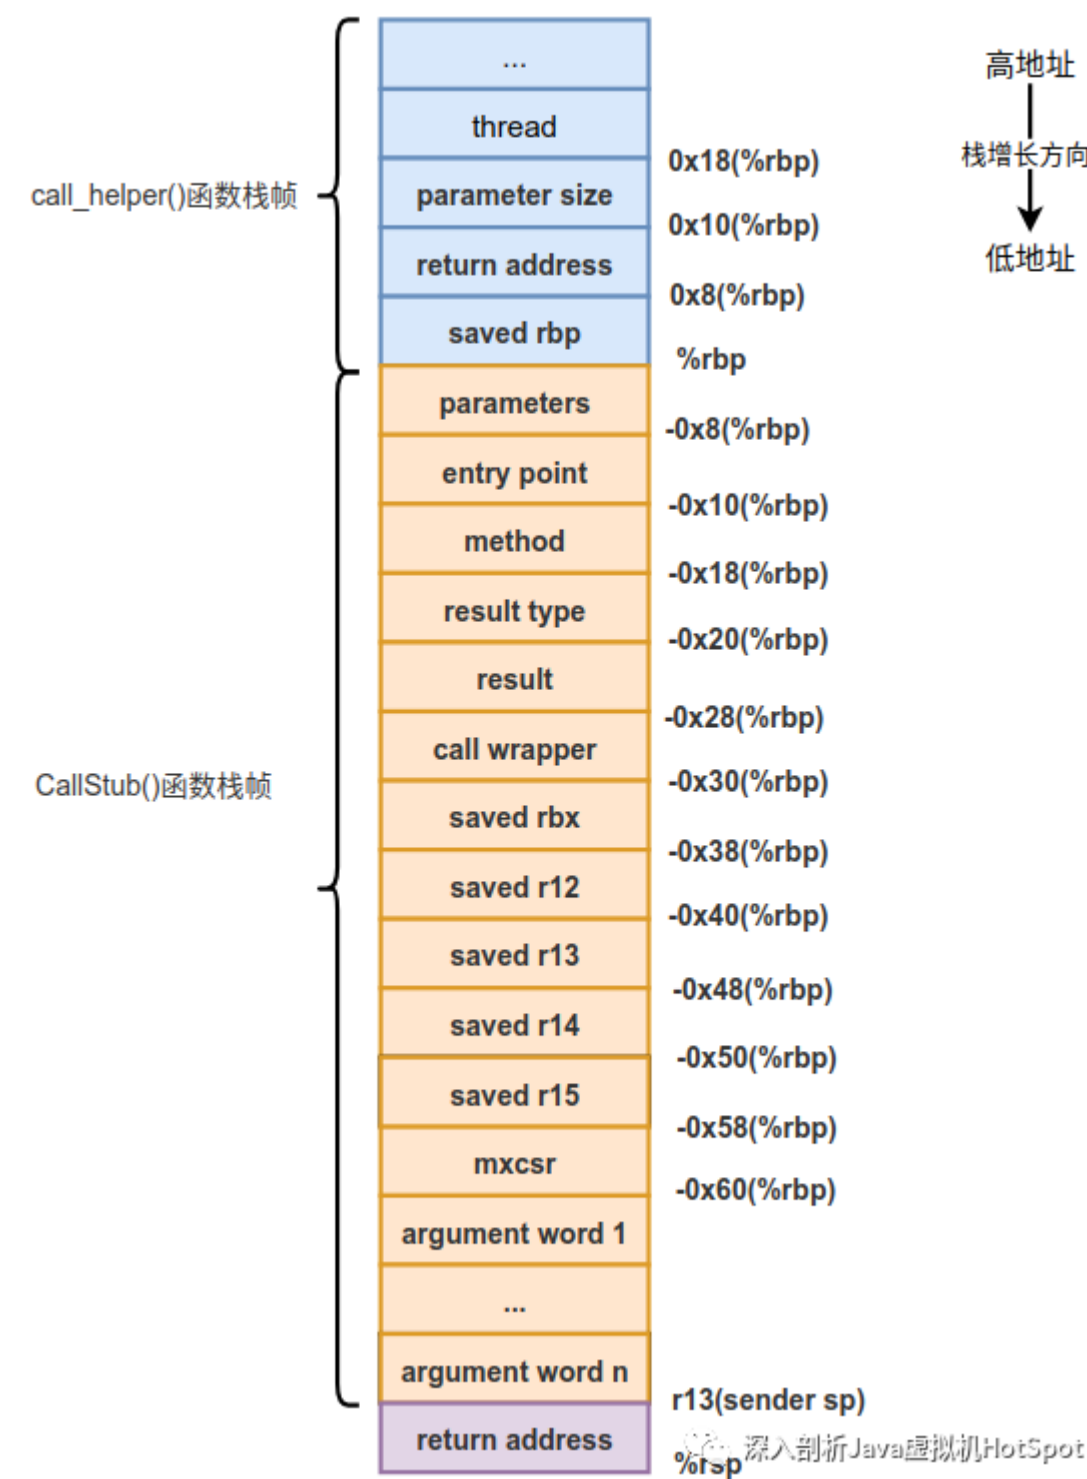 ...
高地址
thread
栈增长方向
0x18(%rbp)
call_helper()函数栈帧
parameter size
0x10(%rbp)
return address
低地址
0x8(%rbp)
saved rbp
%rbp
parameters
-0x8(%rbp)
entry point
-0x10(%rbp)
method
-0x18(%rbp)
result type
-0x20(%rbp)
result
-0x28(%rbp)
call wrapper
-0x30(%rbp)
CallStub()函数栈帧
saved rbx
-0x38(%rbp)
saved r12
-0x40(%rbp)
saved r13
-0x48(%rbp)
saved r14
-0x50(%rbp)
saved r15
-0x58(%rbp)
mxcsr
-0x60(%rbp)
argument word 1
...
argument word n
r13(sender sp)
return address
深入剖析Java虚拟机HotSpot
%rsp